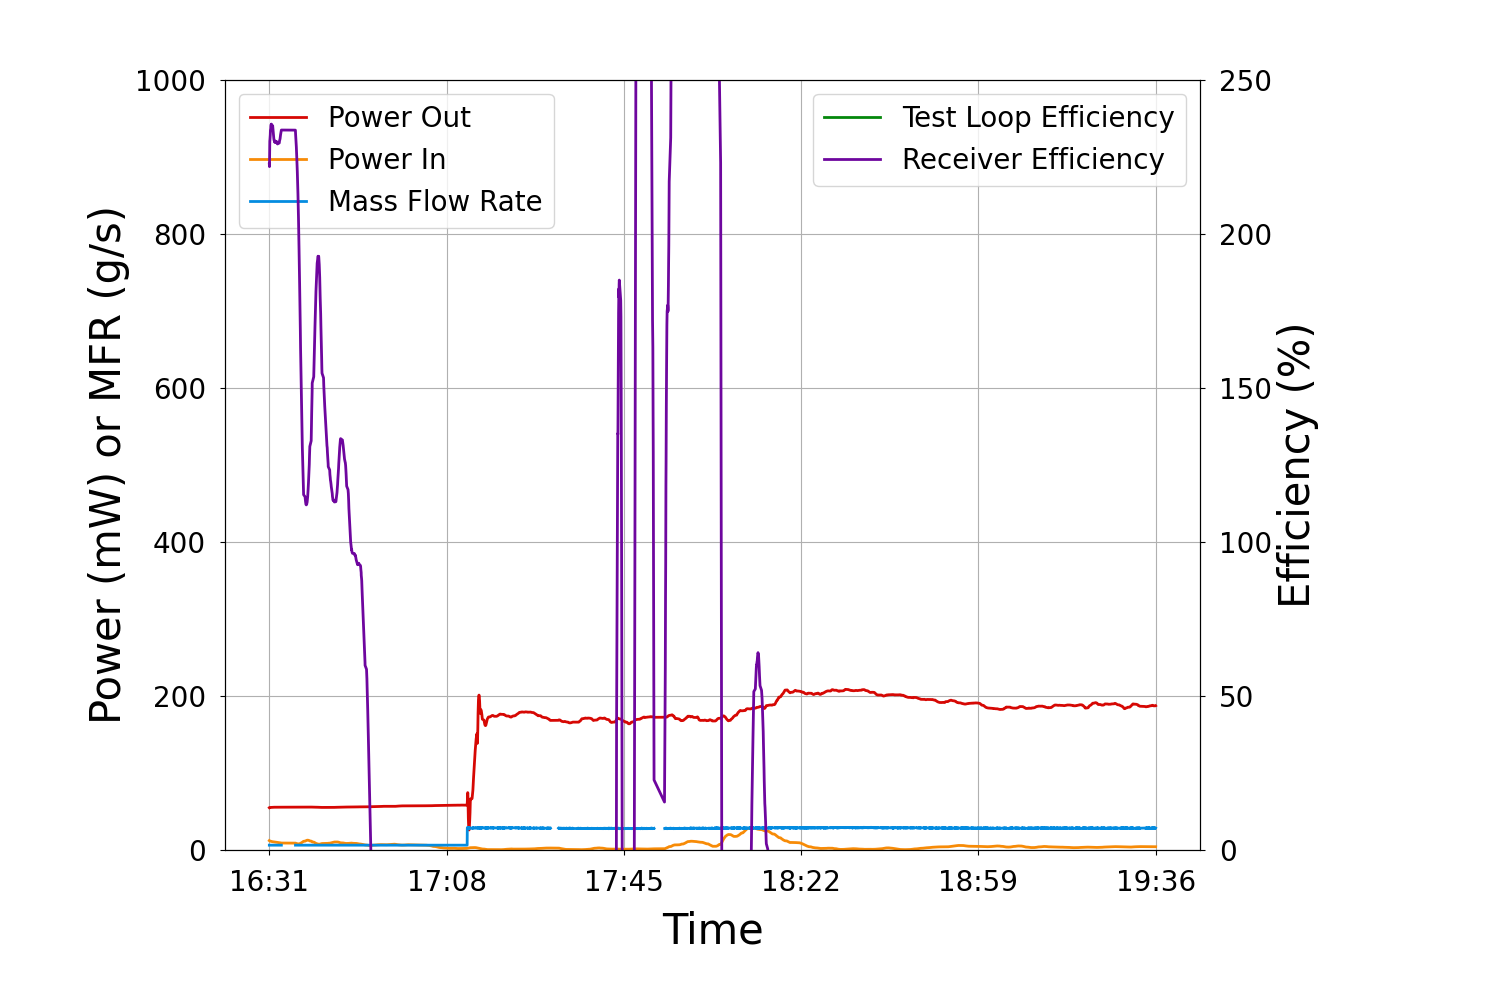 1000
800
600
400
200
0
Power (mW) or MFR (g/s)
Power Out
Power In
Mass Flow Rate
Test Loop Efficiency
Receiver Efficiency
250
200
150
100
50
0
Efficiency (%)
16:31 17:08 17:45 18:22 18:59 19:36
Time